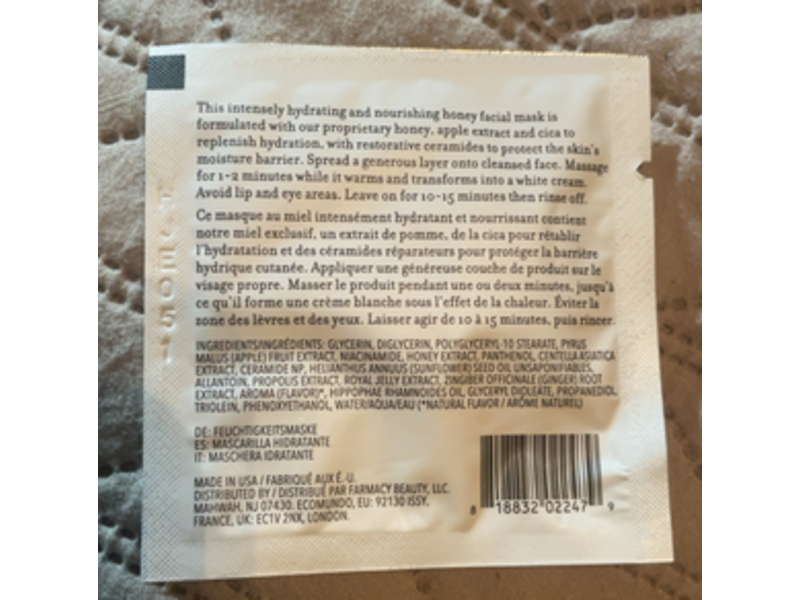 This intensely hydrating and nourishing honey facial mask is
formulated with our proprietary honey, apple extract and cica to
replenish hydration, with restorative ceramides to protect the skin's
moisture barrier. Spread a generous layer onto cleansed face. Massage
for 1-2 minutes while it warms and transforms into a white cream.
Avoid lip and eye areas. Leave on for 10-15 minutes then rinse off.
Ce masque au miel intensément hydratant et nourrissant contient
notre miel exclusif, un extrait de pomme, de la cica pour rétablir
l'hydratation et des céramides réparateurs pour protéger la barrière
hydrique cutanée. Appliquer une généreuse couche de produit sur le
visage propre. Masser le produit pendant une ou deux minutes, jusqu'à
ce qu'il forme une crème blanche sous l'effet de la chaleur. Éviter la
zone des lèvres et des yeux. Laisser agir de 10 à 15 minutes, puis rincer.
INGREDIENTS/INGRÉDIENTS: GLYCERIN, DIGLYCERIN, POLYGLYCERYL-10 STEARATE, PYRUS
MALUS (APPLE) FRUIT EXTRACT, NIACINAMIDE, HONEY EXTRACT, PANTHENOL, CENTELLA ASIATICA
EXTRACT, CERAMIDE NP, HELIANTHUS ANNUUS (SUNFLOWER) SEED OIL UNSAPONIFIABLES,
ALLANTOIN, PROPOLIS EXTRACT, ROYAL JELLY EXTRACT, ZINGIBER OFFICINALE (GINGER) ROOT
EXTRACT, AROMA (FLAVOR)*, HIPPOPHAE RHAMNOIDES OIL, GLYCERYL DIOLEATE, PROPANEDIOL,
TRIOLEIN, PHENOXYETHANOL, WATER/AQUA/EAU (*NATURAL FLAVOR / ARÔME NATUREL)
DE: FEUCHTIGKEITSMASKE
ES: MASCARILLA HIDRATANTE
IT: MASCHERA IDRATANTE
MADE IN USA / FABRIQUÉ AUX É.-U.
DISTRIBUTED BY / DISTRIBUÉ PAR FARMACY BEAUTY, LLC.
MAHWAH, NJ 07430. ECOMUNDO, EU: 92130 ISSY,
FRANCE, UK: EC1V 2NX, LONDON.
8 18832 02247 9